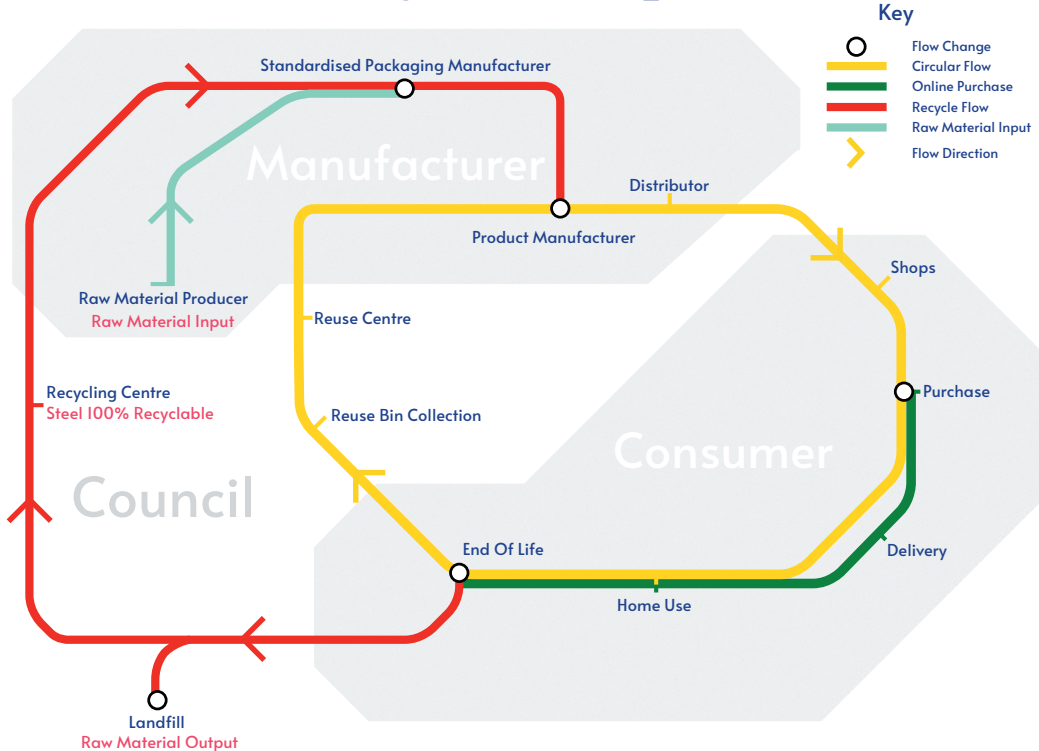 Key
Flow Change
Circular Flow
Online Purchase
Recycle Flow
Raw Material Input
Flow Direction
Standardised Packaging Manufacturer
Manufacturer
Distributor
Product Manufacturer
Shops
Raw Material Producer
Raw Material Input
Reuse Centre
Recycling Centre
Steel 100% Recyclable
Reuse Bin Collection
Purchase
Consumer
Council
End Of Life
Delivery
Home Use
Landfill
Raw Material Output